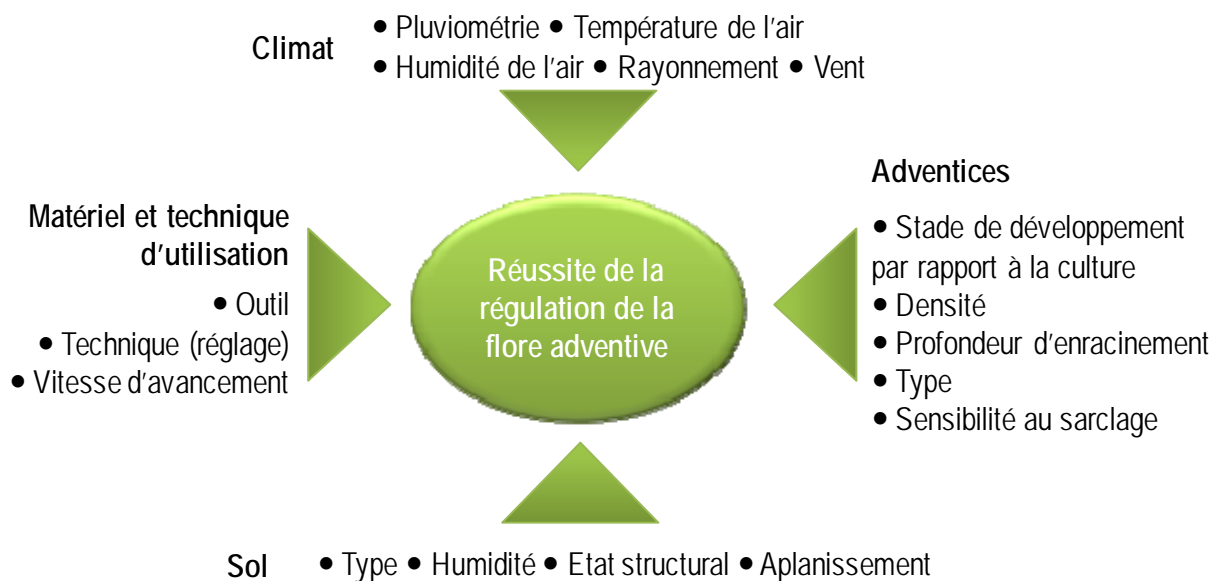 Climat
• Pluviométrie • Température de l'air
• Humidité de l'air • Rayonnement • Vent
Matériel et technique
d'utilisation
• Outil
• Technique (réglage)
• Vitesse d'avancement
Réussite de la
régulation de la
flore adventive
Adventices
• Stade de développement
par rapport à la culture
• Densité
• Profondeur d'enracinement
• Type
• Sensibilité au sarclage
Sol • Type • Humidité • Etat structural • Aplanissement